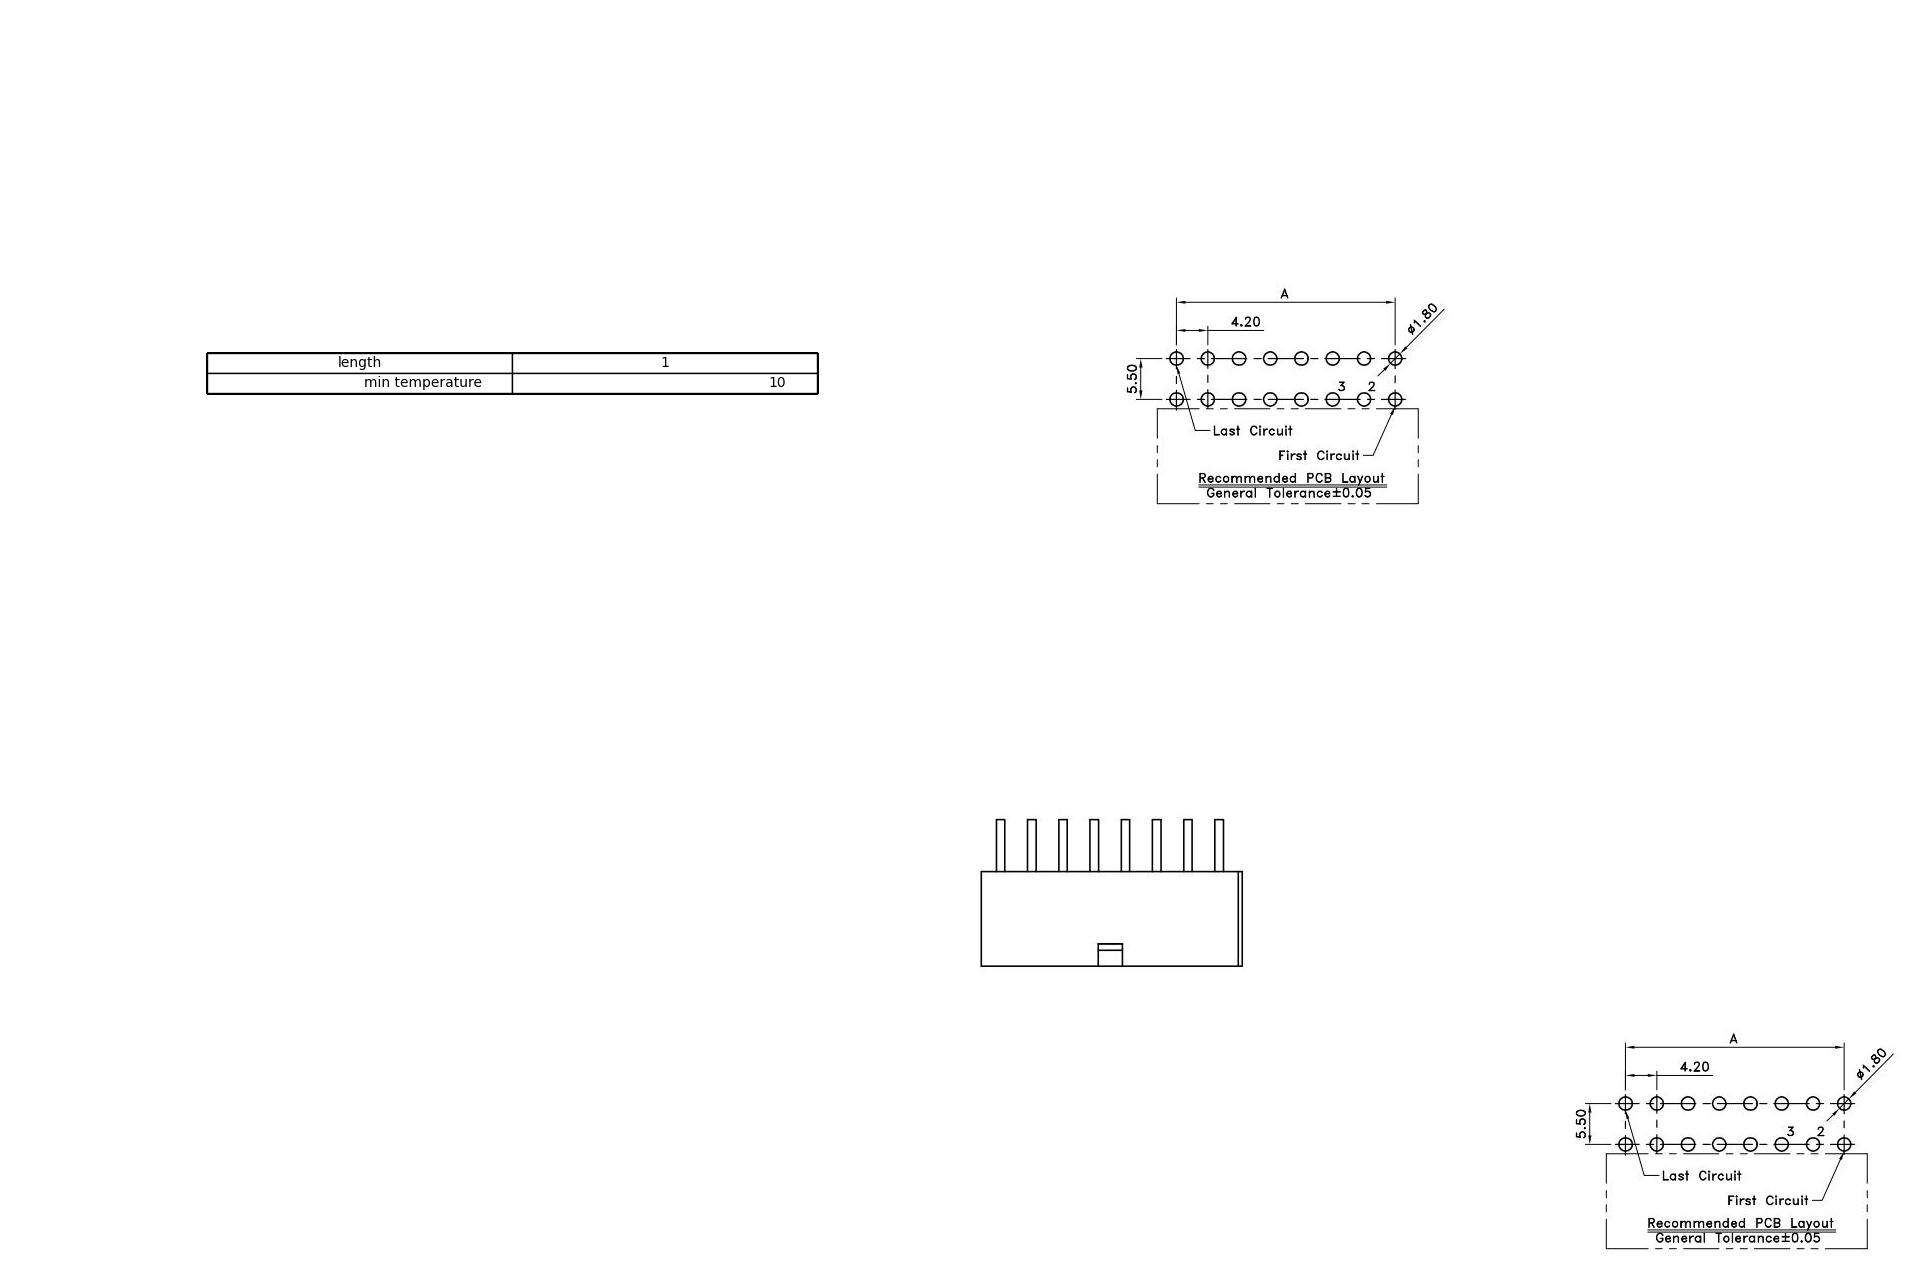 length 1
min temperature 10
A
4.20
ø1.80
5.50
3 2
Last Circuit
First Circuit
Recommended PCB Layout
General Tolerance±0.05
A
4.20
ø1.80
5.50
3 2
Last Circuit
First Circuit
Recommended PCB Layout
General Tolerance±0.05